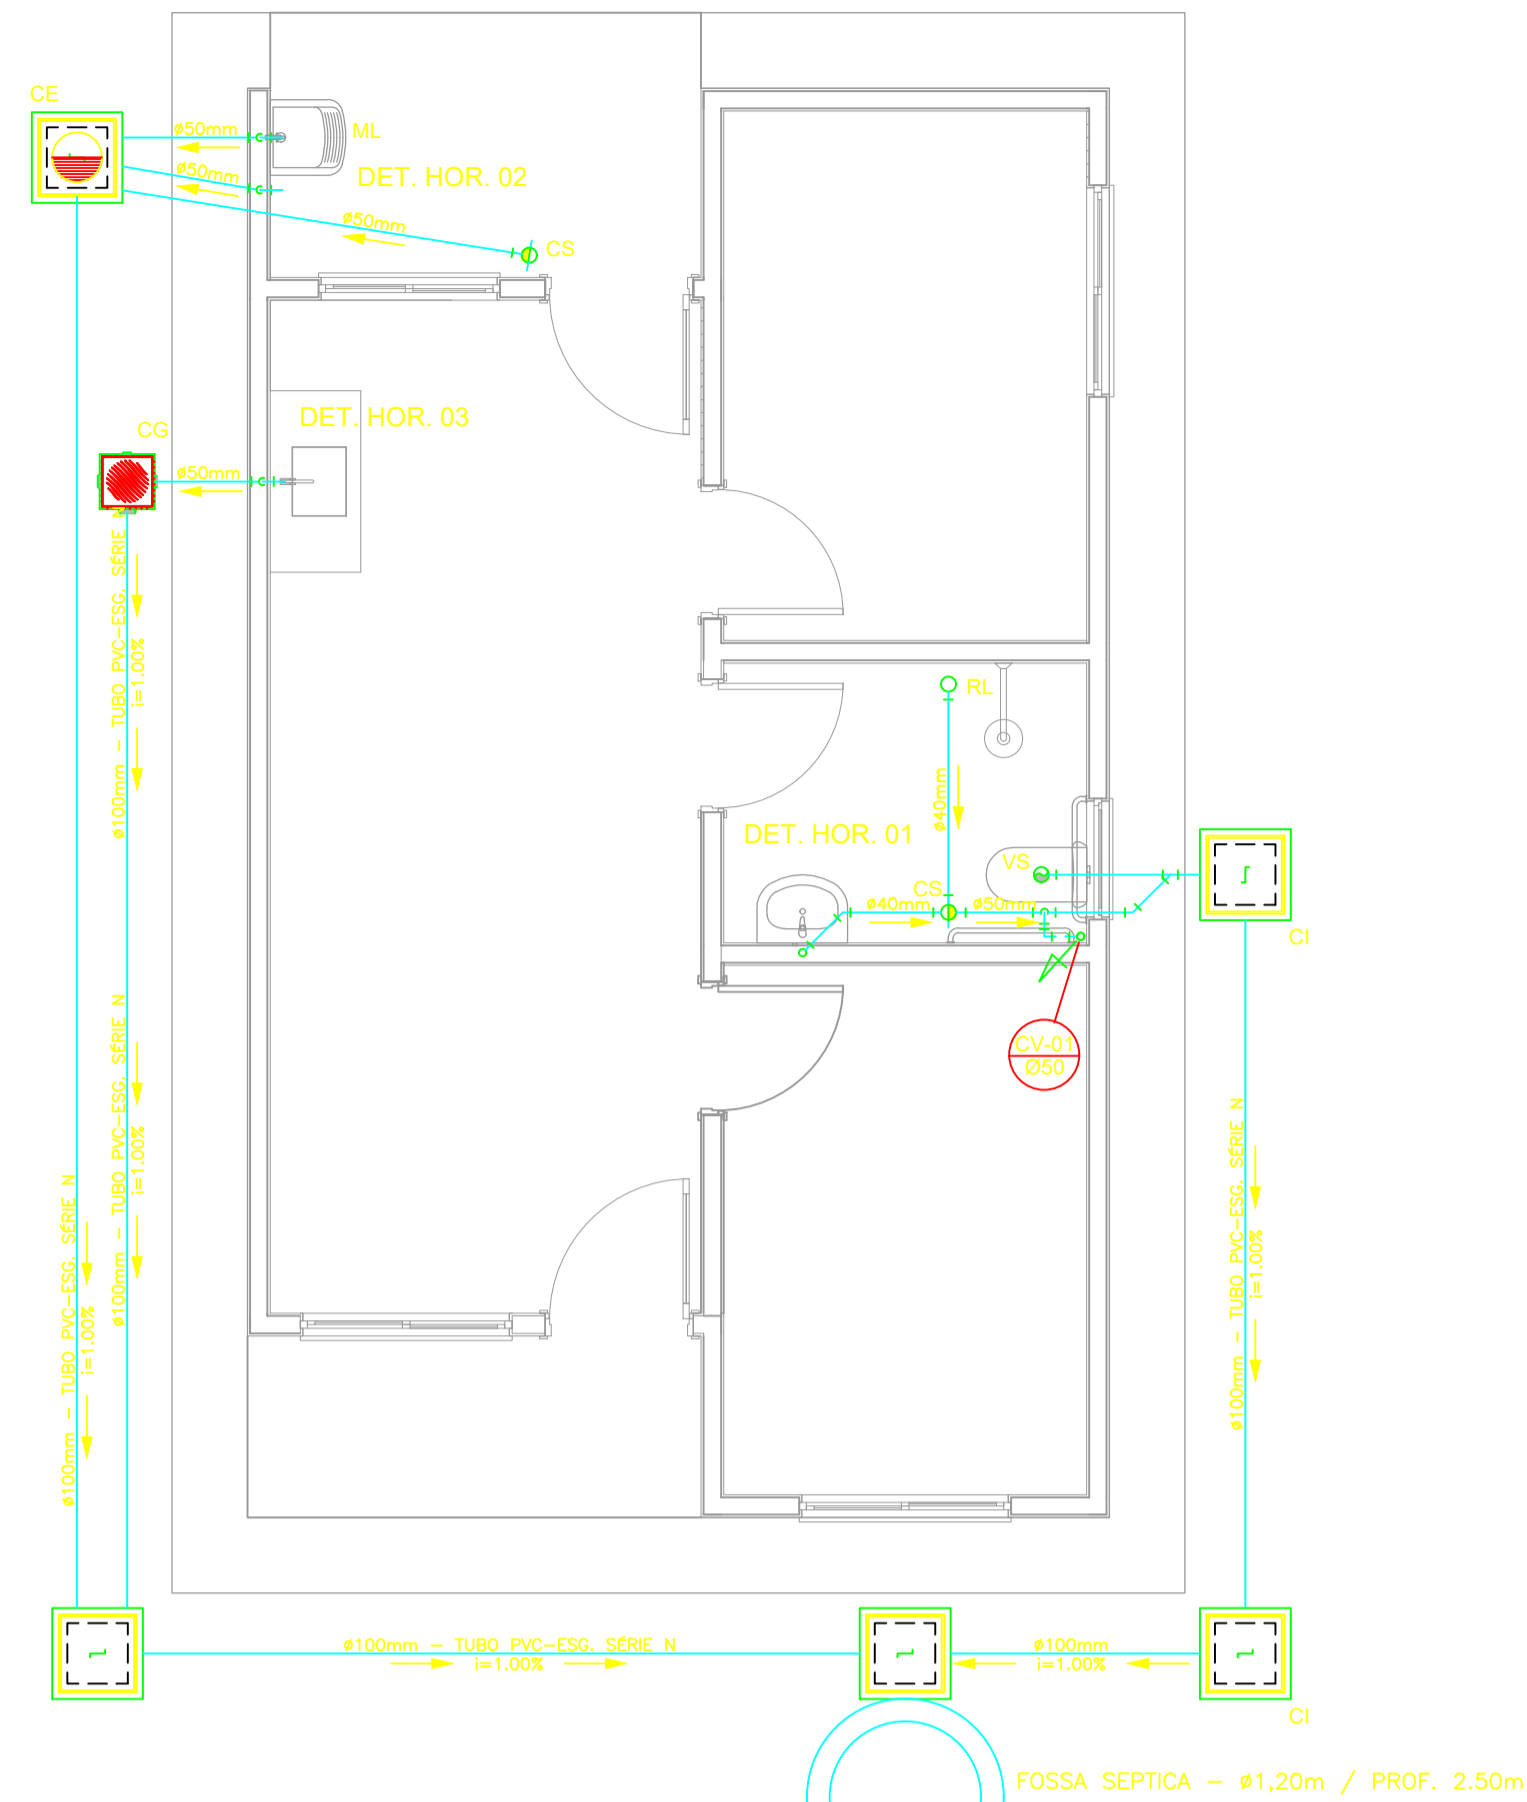 CE
ø50mm
ML
ø50mm
DET. HOR. 02
ø50mm
CS
DET. HOR. 03
CG
ø50mm
ø100mm - TUBO PVC-ESG. SÉRIE N
i=1.00%
RL
ø40mm
DET. HOR. 01
VS
CS
ø40mm
ø50mm
CI
CV-01
Ø50
ø100mm - TUBO PVC-ESG. SÉRIE N
i=1.00%
ø100mm - TUBO PVC-ESG. SÉRIE N
i=1.00%
ø100mm - TUBO PVC-ESG. SÉRIE N
i=1.00%
ø100mm - TUBO PVC-ESG. SÉRIE N
i=1.00%
ø100mm
i=1.00%
CI
FOSSA SEPTICA - ø1,20m / PROF. 2.50m